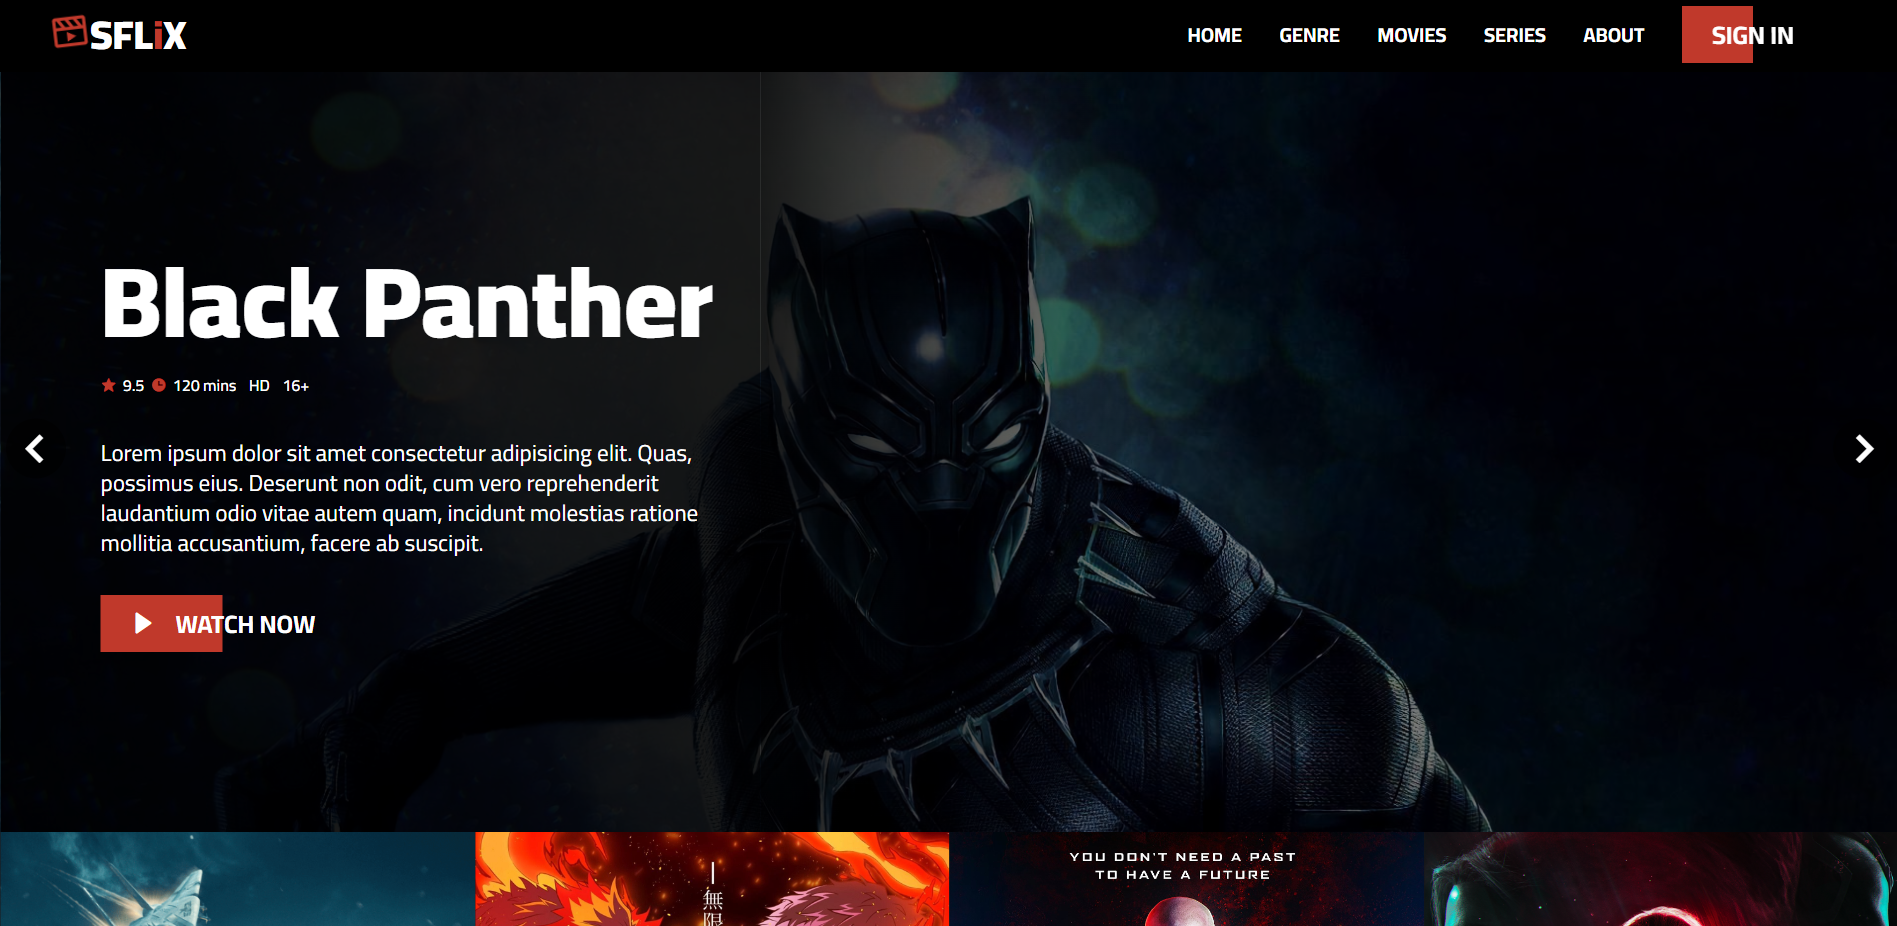 SFLiX
HOME GENRE MOVIES SERIES ABOUT SIGN IN
Black Panther
9.5 120 mins HD 16+
Lorem ipsum dolor sit amet consectetur adipisicing elit. Quas,
possimus eius. Deserunt non odit, cum vero reprehenderit
laudantium odio vitae autem quam, incidunt molestias ratione
mollitia accusantium, facere ab suscipit.
WATCH NOW
YOU DON'T NEED A PAST
TO HAVE A FUTURE
無